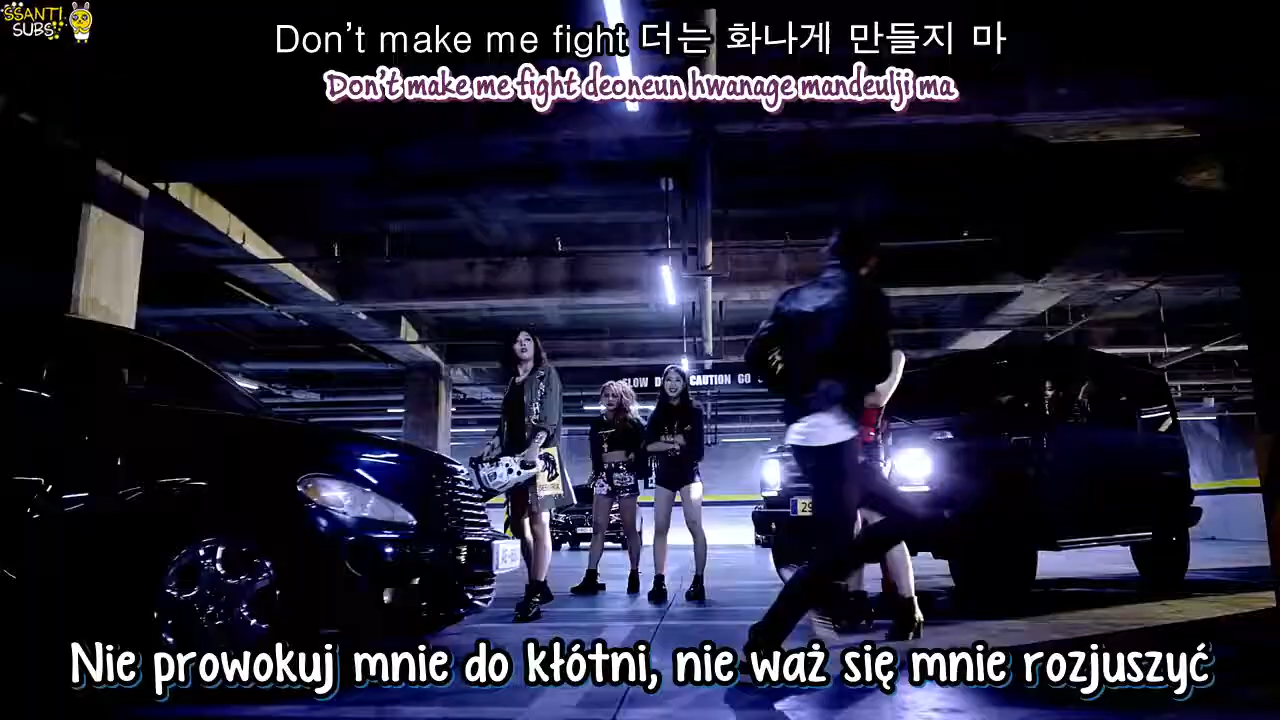 SSANTI
SUBS
Don't make me fight 더는 화나게 만들지 마
Don't make me fight deoneun hwanage mandeulji ma
CAUTION GO
Nie prowokuj mnie do kłótni, nie waż się mnie rozjuszyć